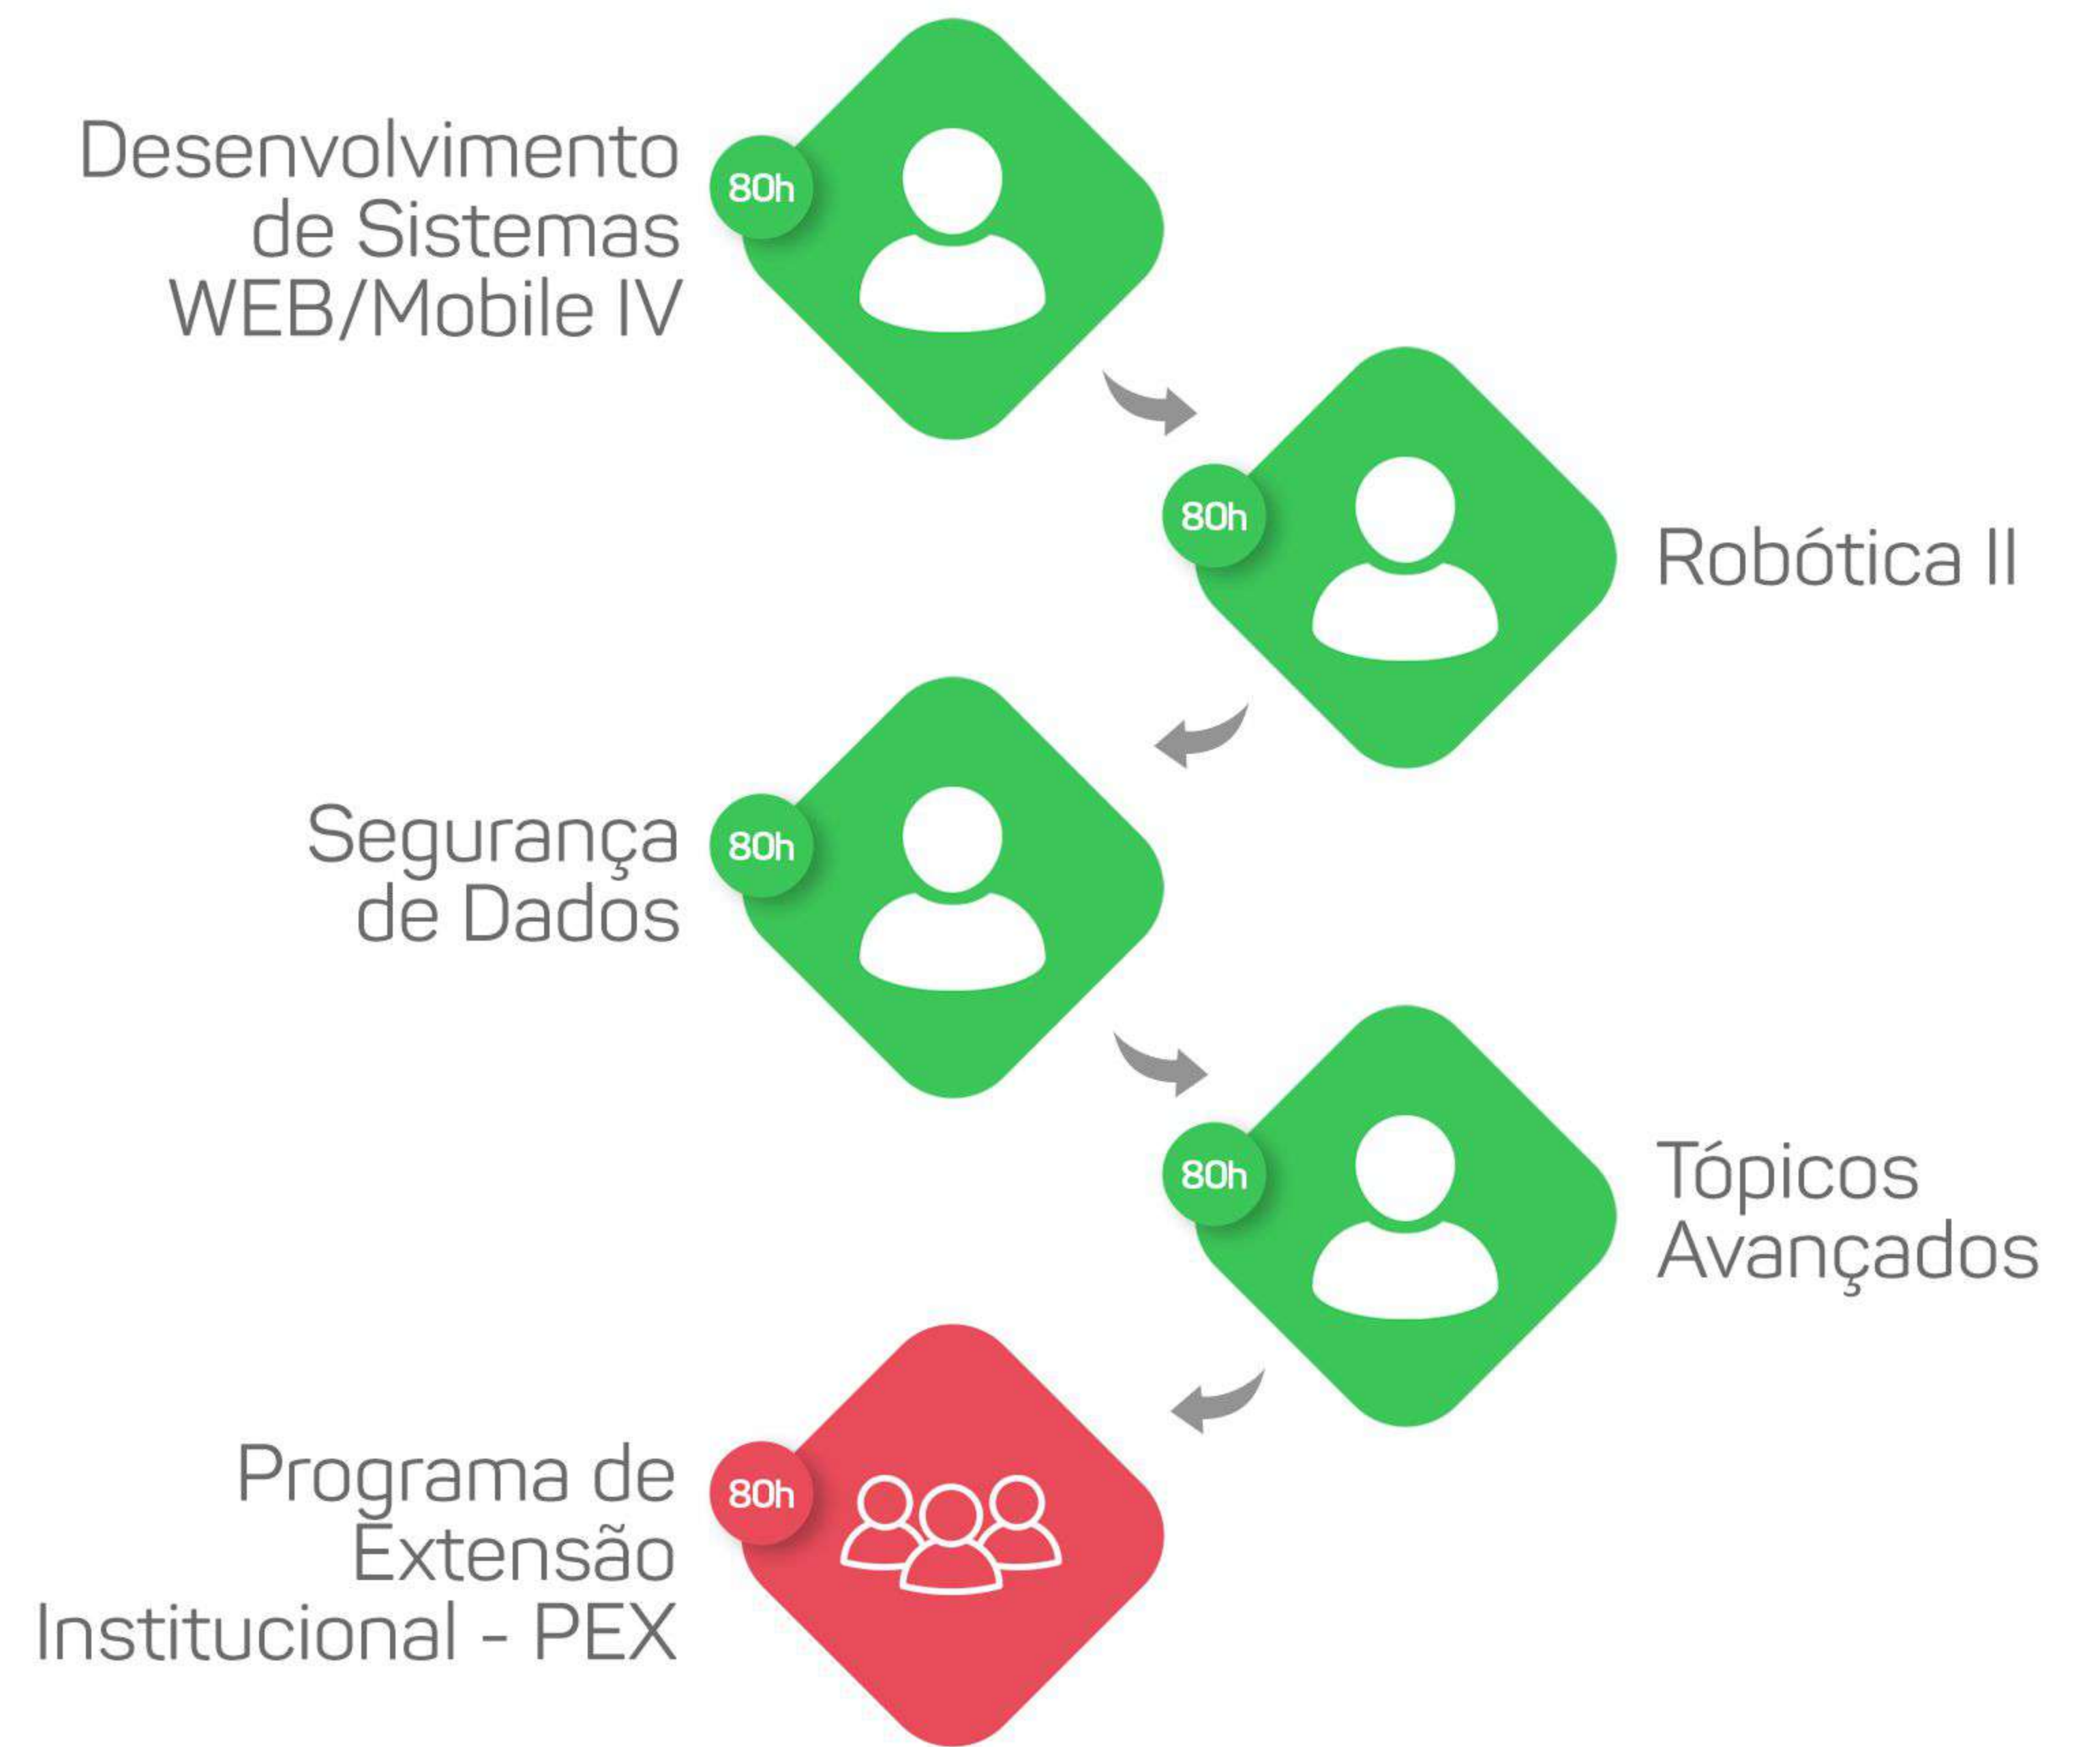 Desenvolvimento
de Sistemas
WEB/Mobile IV
80h
80h
Robótica II
Segurança
de Dados
80h
80h
Tópicos
Avançados
Programa de
Extensão
Institucional - PEX
80h